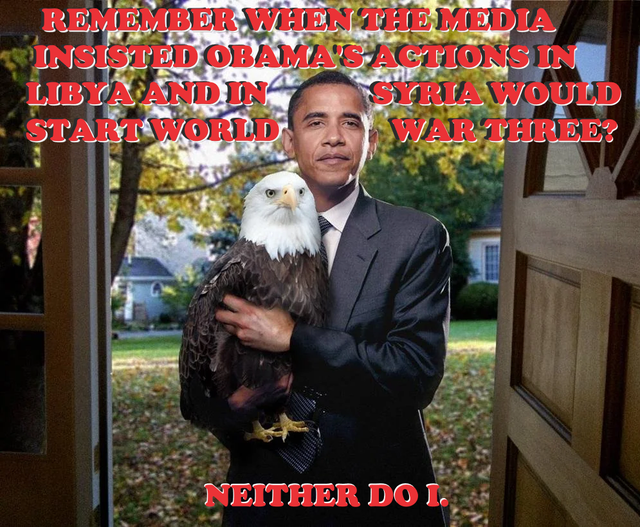 REMEMBER WHEN THE MEDIA
INSISTED OBAMA'S ACTIONS IN
LIBYA AND IN SYRIA WOULD
START WORLD WAR THREE?
NEITHER DO I.